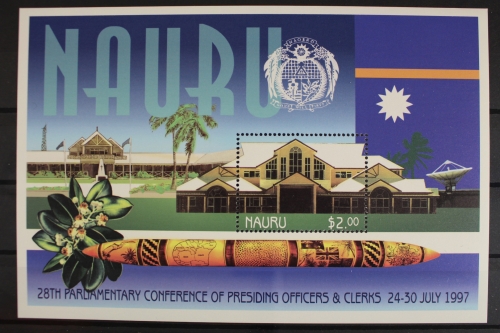 NAURU
NAURU $2.00
28TH PARLIAMENTARY CONFERENCE OF PRESIDING OFFICERS & CLERKS 24-30 JULY 1997